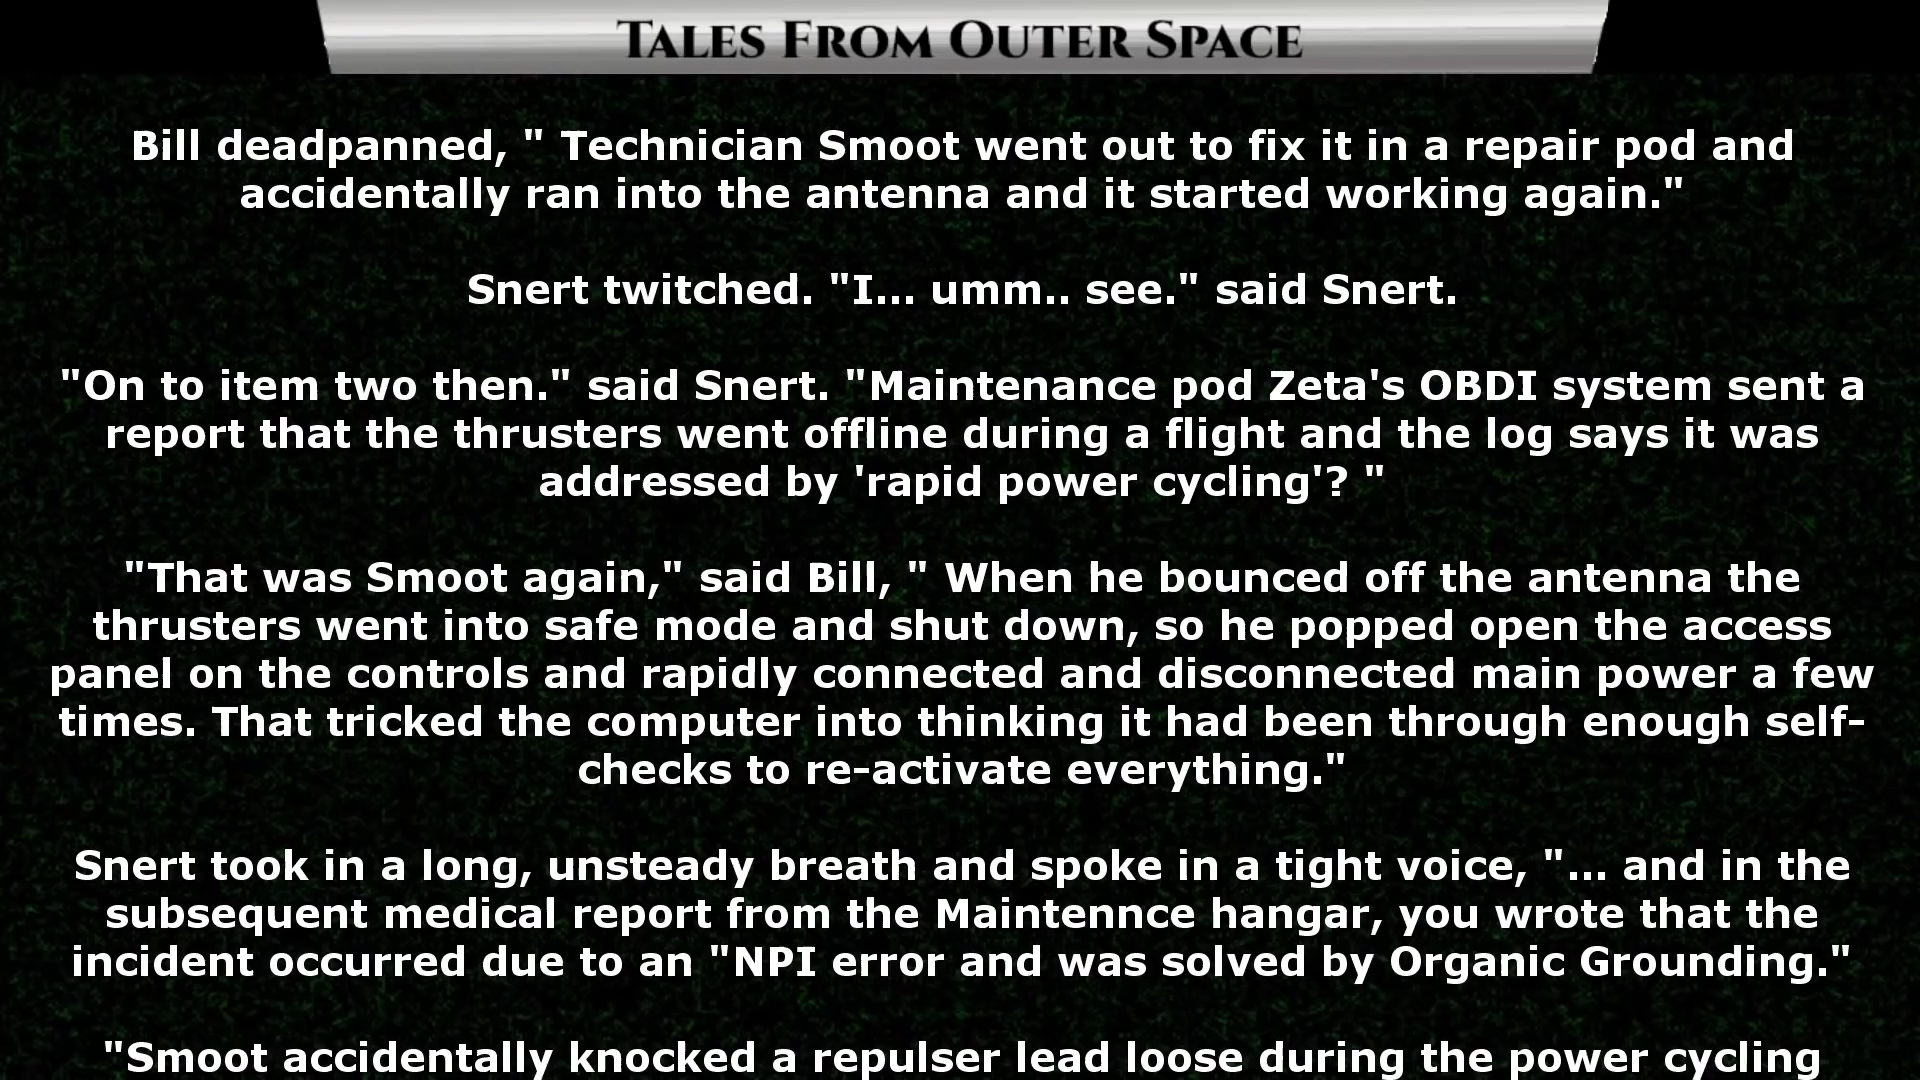 Tales From Outer Space
Bill deadpanned, " Technician Smoot went out to fix it in a repair pod and
accidentally ran into the antenna and it started working again."
Snert twitched. "I... umm.. see." said Snert.
"On to item two then." said Snert. "Maintenance pod Zeta's OBDI system sent a
report that the thrusters went offline during a flight and the log says it was
addressed by 'rapid power cycling'? "
"That was Smoot again," said Bill, " When he bounced off the antenna the
thrusters went into safe mode and shut down, so he popped open the access
panel on the controls and rapidly connected and disconnected main power a few
times. That tricked the computer into thinking it had been through enough self-
checks to re-activate everything."
Snert took in a long, unsteady breath and spoke in a tight voice, "... and in the
subsequent medical report from the Maintennce hangar, you wrote that the
incident occurred due to an "NPI error and was solved by Organic Grounding."
"Smoot accidentally knocked a repulser lead loose during the power cycling